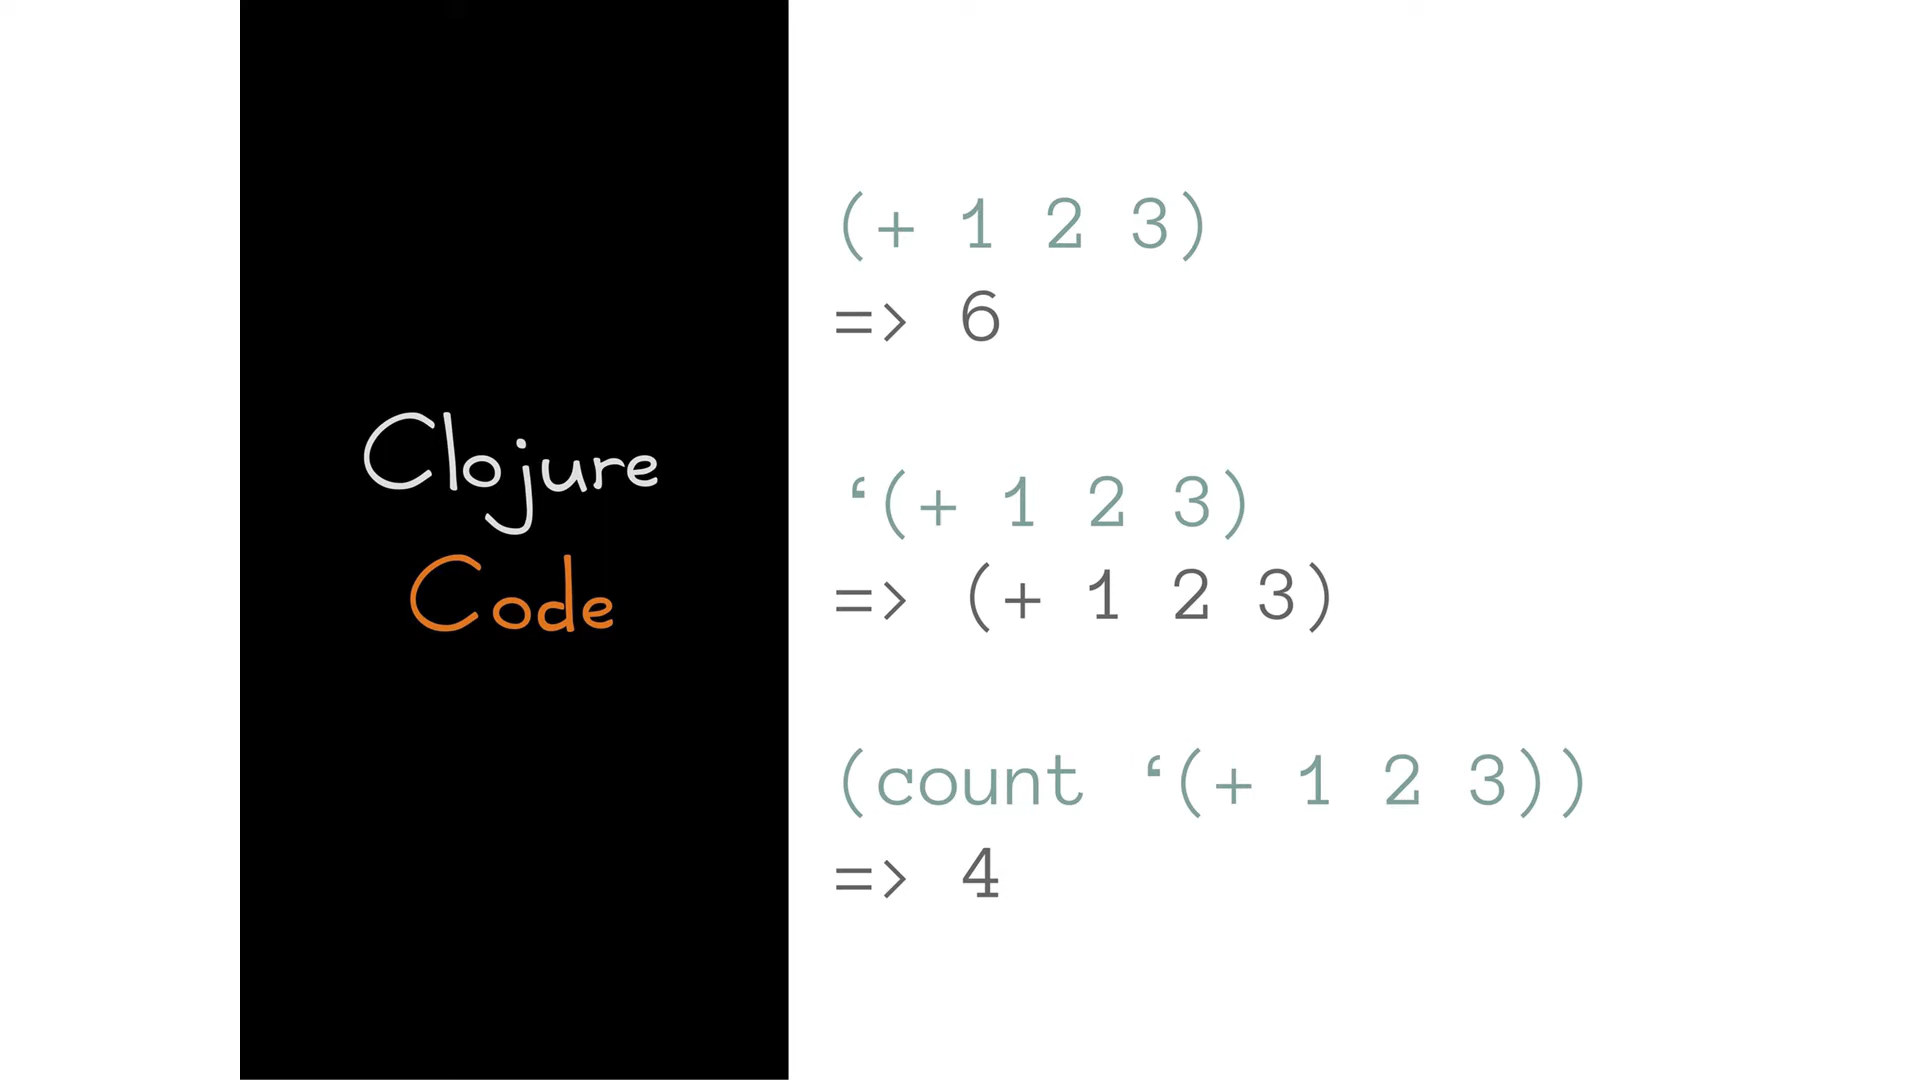 Clojure
Code
(+ 1 2 3)
=> 6
‘(+ 1 2 3)
=> (+ 1 2 3)
(count ‘(+ 1 2 3))
=> 4